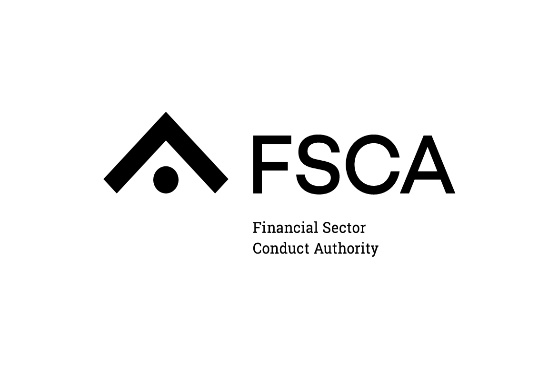 FSCA
Financial Sector
Conduct Authority